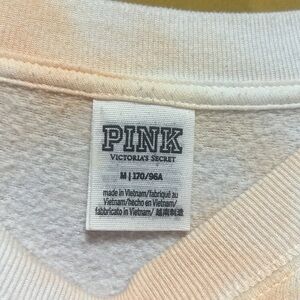 PINK
VICTORIA'S SECRET
M | 170/96A
made in Vietnam/fabriqué au
Vietnam/hecho en Vietnam/
fabbricato in Vietnam/ 越南制造